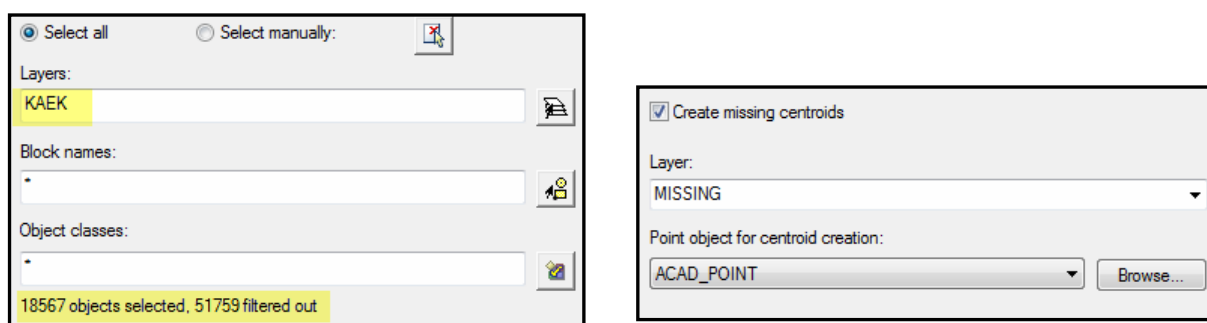 Select all
Select manually:
Layers:
KAEK
Block names:
*
Object classes:
*
18567 objects selected, 51759 filtered out
Create missing centroids
Layer:
MISSING
Point object for centroid creation:
ACAD_POINT
Browse...